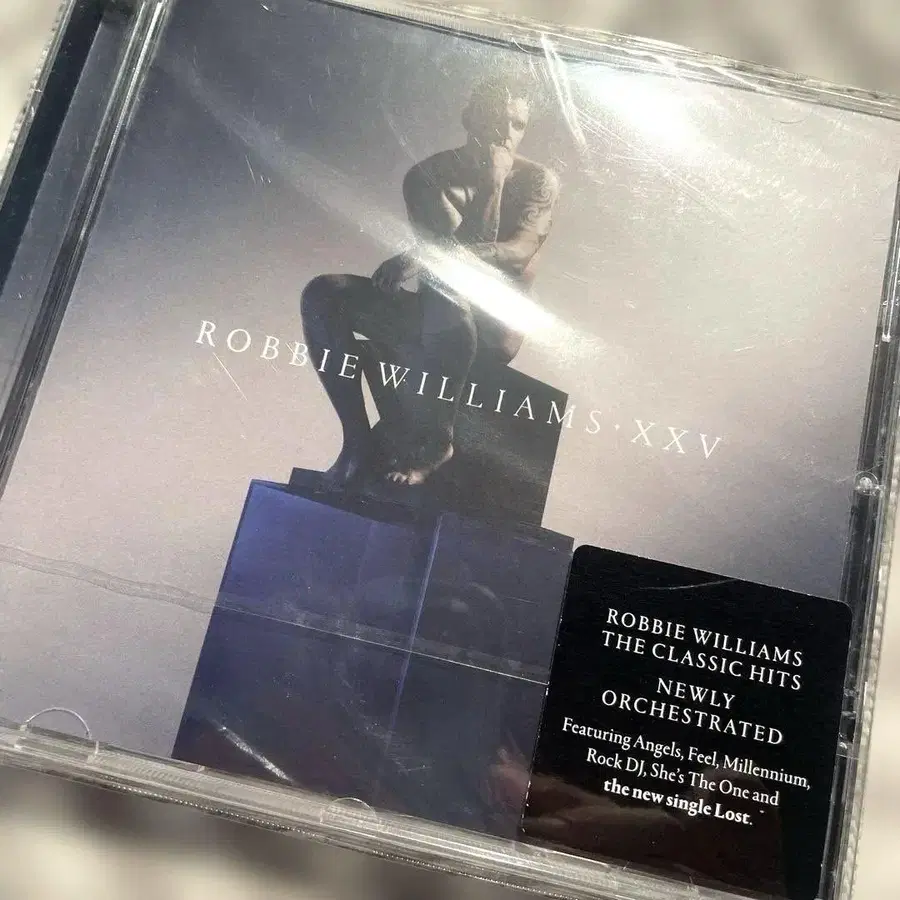 ROBBIE WILLIAMS · XXV
ROBBIE WILLIAMS
THE CLASSIC HITS
NEWLY
ORCHESTRATED
Featuring Angels, Feel, Millennium,
Rock DJ, She's The One and
the new single Lost.